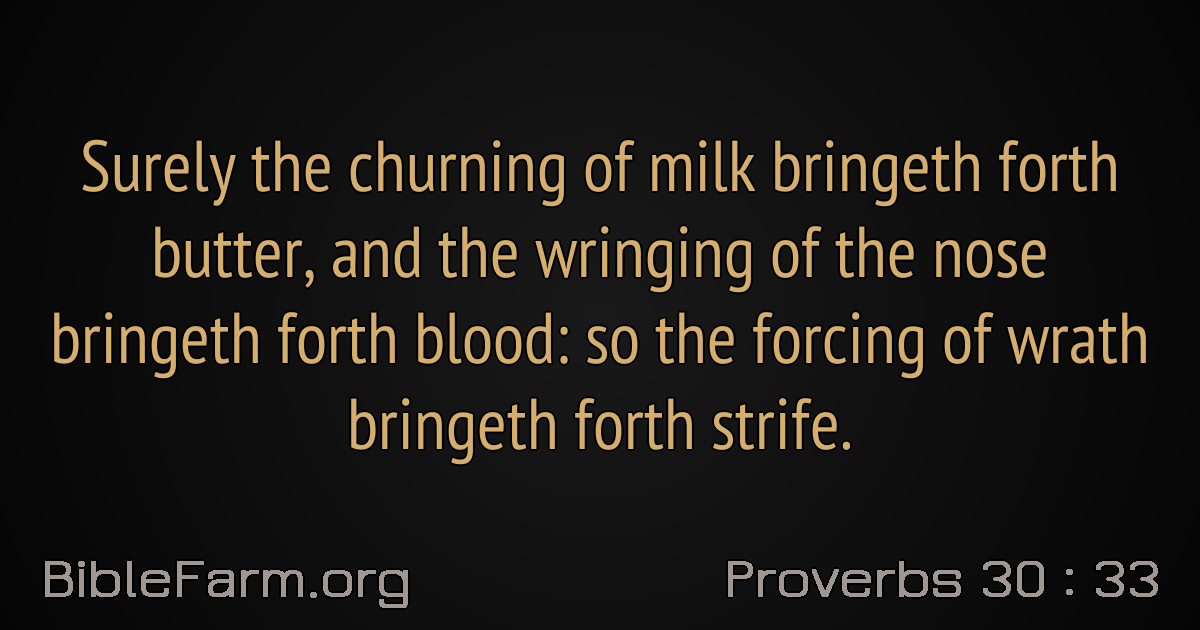 Surely the churning of milk bringeth forth
butter, and the wringing of the nose
bringeth forth blood: so the forcing of wrath
bringeth forth strife.
BibleFarm.org
Proverbs 30 : 33